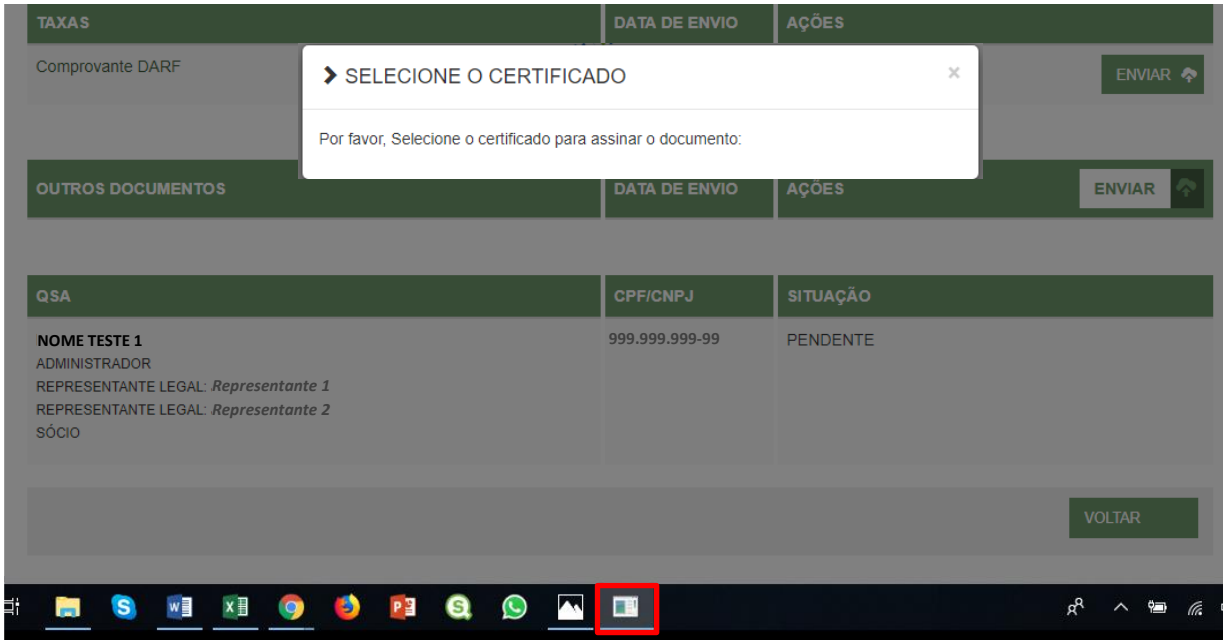 TAXAS DATA DE ENVIO AÇÕES
Comprovante DARF ENVIAR
SELECIONE O CERTIFICADO ×
Por favor, Selecione o certificado para assinar o documento:
OUTROS DOCUMENTOS DATA DE ENVIO AÇÕES ENVIAR
QSA CPF/CNPJ SITUAÇÃO
NOME TESTE 1 999.999.999-99 PENDENTE
ADMINISTRADOR
REPRESENTANTE LEGAL: Representante 1
REPRESENTANTE LEGAL: Representante 2
SÓCIO
VOLTAR